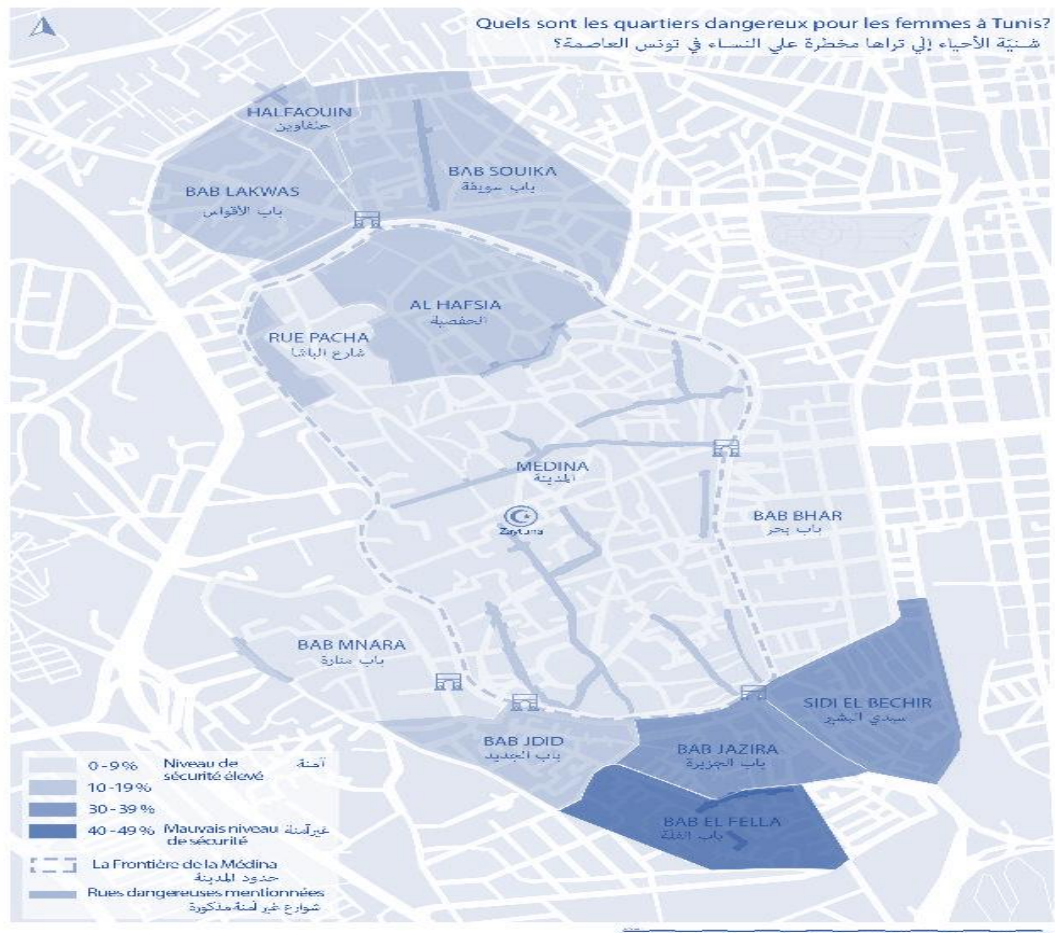 Quels sont les quartiers dangereux pour les femmes à Tunis?
شنيّة الأحياء إلّي تراها مخطرة على النساء في تونس العاصمة؟
HALFAOUIN
حلفاوين
BAB SOUIKA
باب سويقة
BAB LAKWAS
باب الأقواس
AL HAFSIA
الحفصية
RUE PACHA
شارع الباشا
MEDINA
المدينة
Zaytuna
BAB BHAR
باب بحر
BAB MNARA
باب منارة
SIDI EL BECHIR
سيدي البشير
BAB JDID
باب الجديد
BAB JAZIRA
باب الجزيرة
BAB EL FELLA
باب الفلة
0-9 % Niveau de sécurité élevé آمنة
10-19 %
30-39 %
40-49 % Mauvais niveau de sécurité غير آمنة
La Frontière de la Médina
حدود المدينة
Rues dangereuses mentionnées
شوارع غير آمنة مذكورة